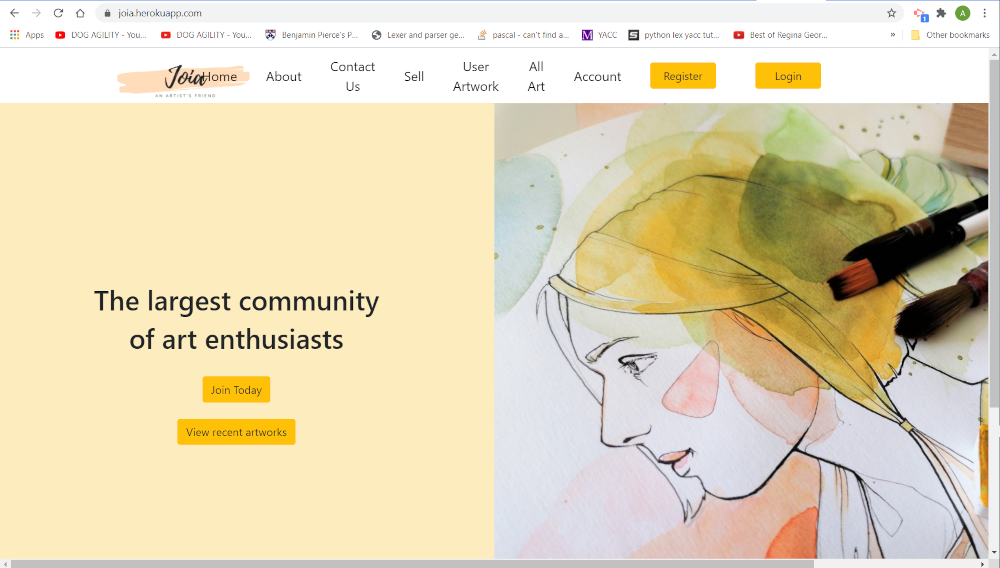 joia.herokuapp.com
A
1
Apps
DOG AGILITY - You...
DOG AGILITY - You...
Benjamin Pierce's P...
Lexer and parser ge...
pascal - can't find a...
YACC
python lex yacc tut...
Best of Regina Geor...
»
Other bookmarks
Joia
AN ARTIST'S FRIEND
Home
About
Contact
Us
Sell
User
Artwork
All
Art
Account
Register
Login
The largest community
of art enthusiasts
Join Today
View recent artworks